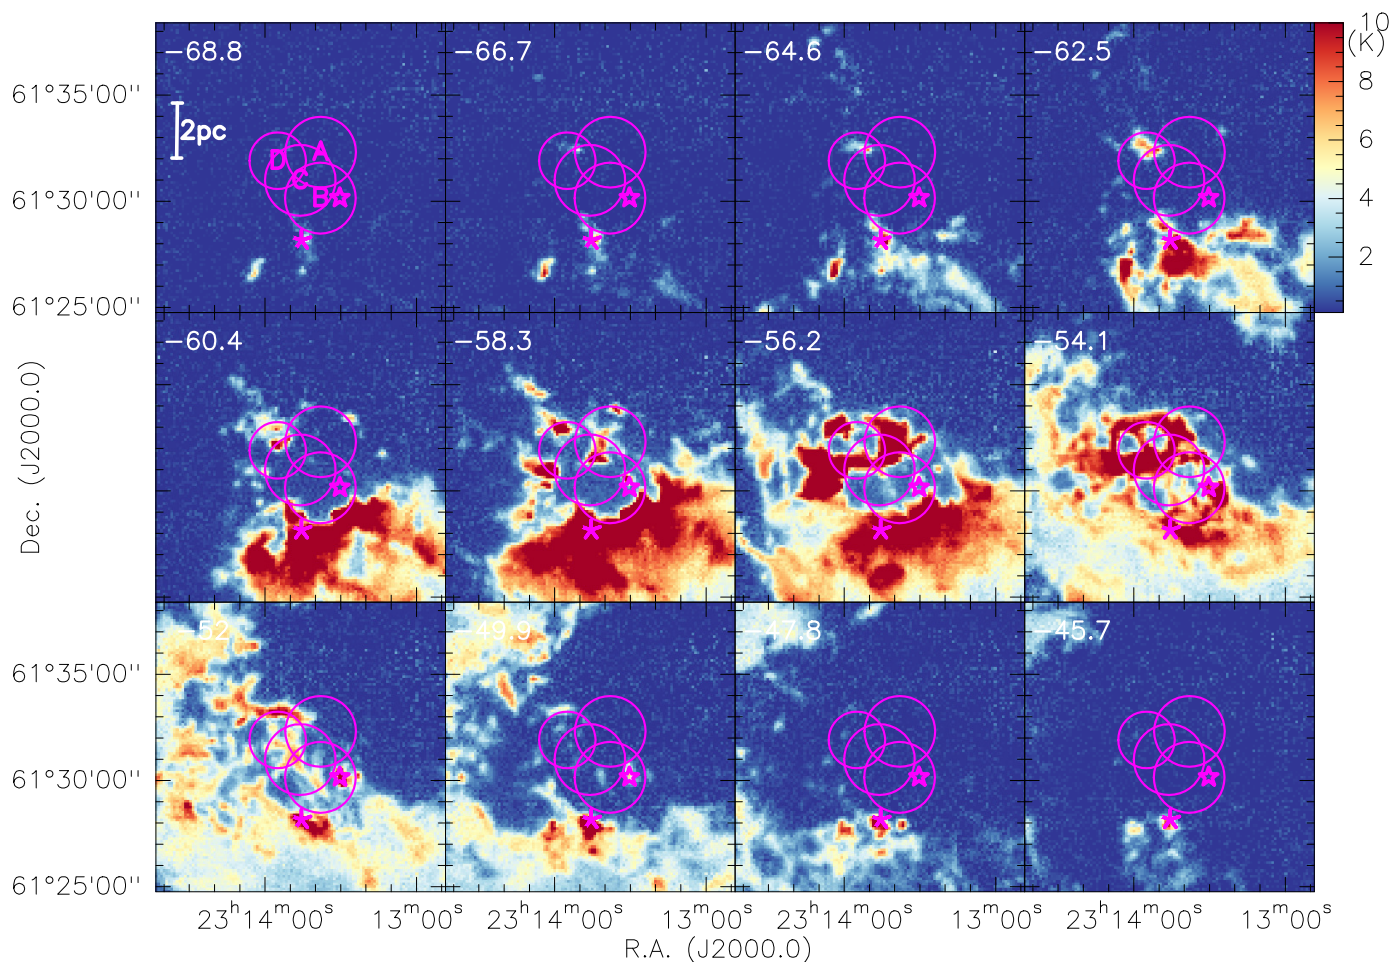 −68.8
−66.7
−64.6
−62.5
10
(K)
8
6
4
2
61°35'00"
61°30'00"
61°25'00"
2pc
D
A
C
B
−60.4
−58.3
−56.2
−54.1
Dec. (J2000.0)
−52
−49.9
−47.8
−45.7
61°35'00"
61°30'00"
61°25'00"
23ʰ14ᵐ00ˢ
13ᵐ00ˢ
23ʰ14ᵐ00ˢ
13ᵐ00ˢ
23ʰ14ᵐ00ˢ
13ᵐ00ˢ
23ʰ14ᵐ00ˢ
13ᵐ00ˢ
R.A. (J2000.0)